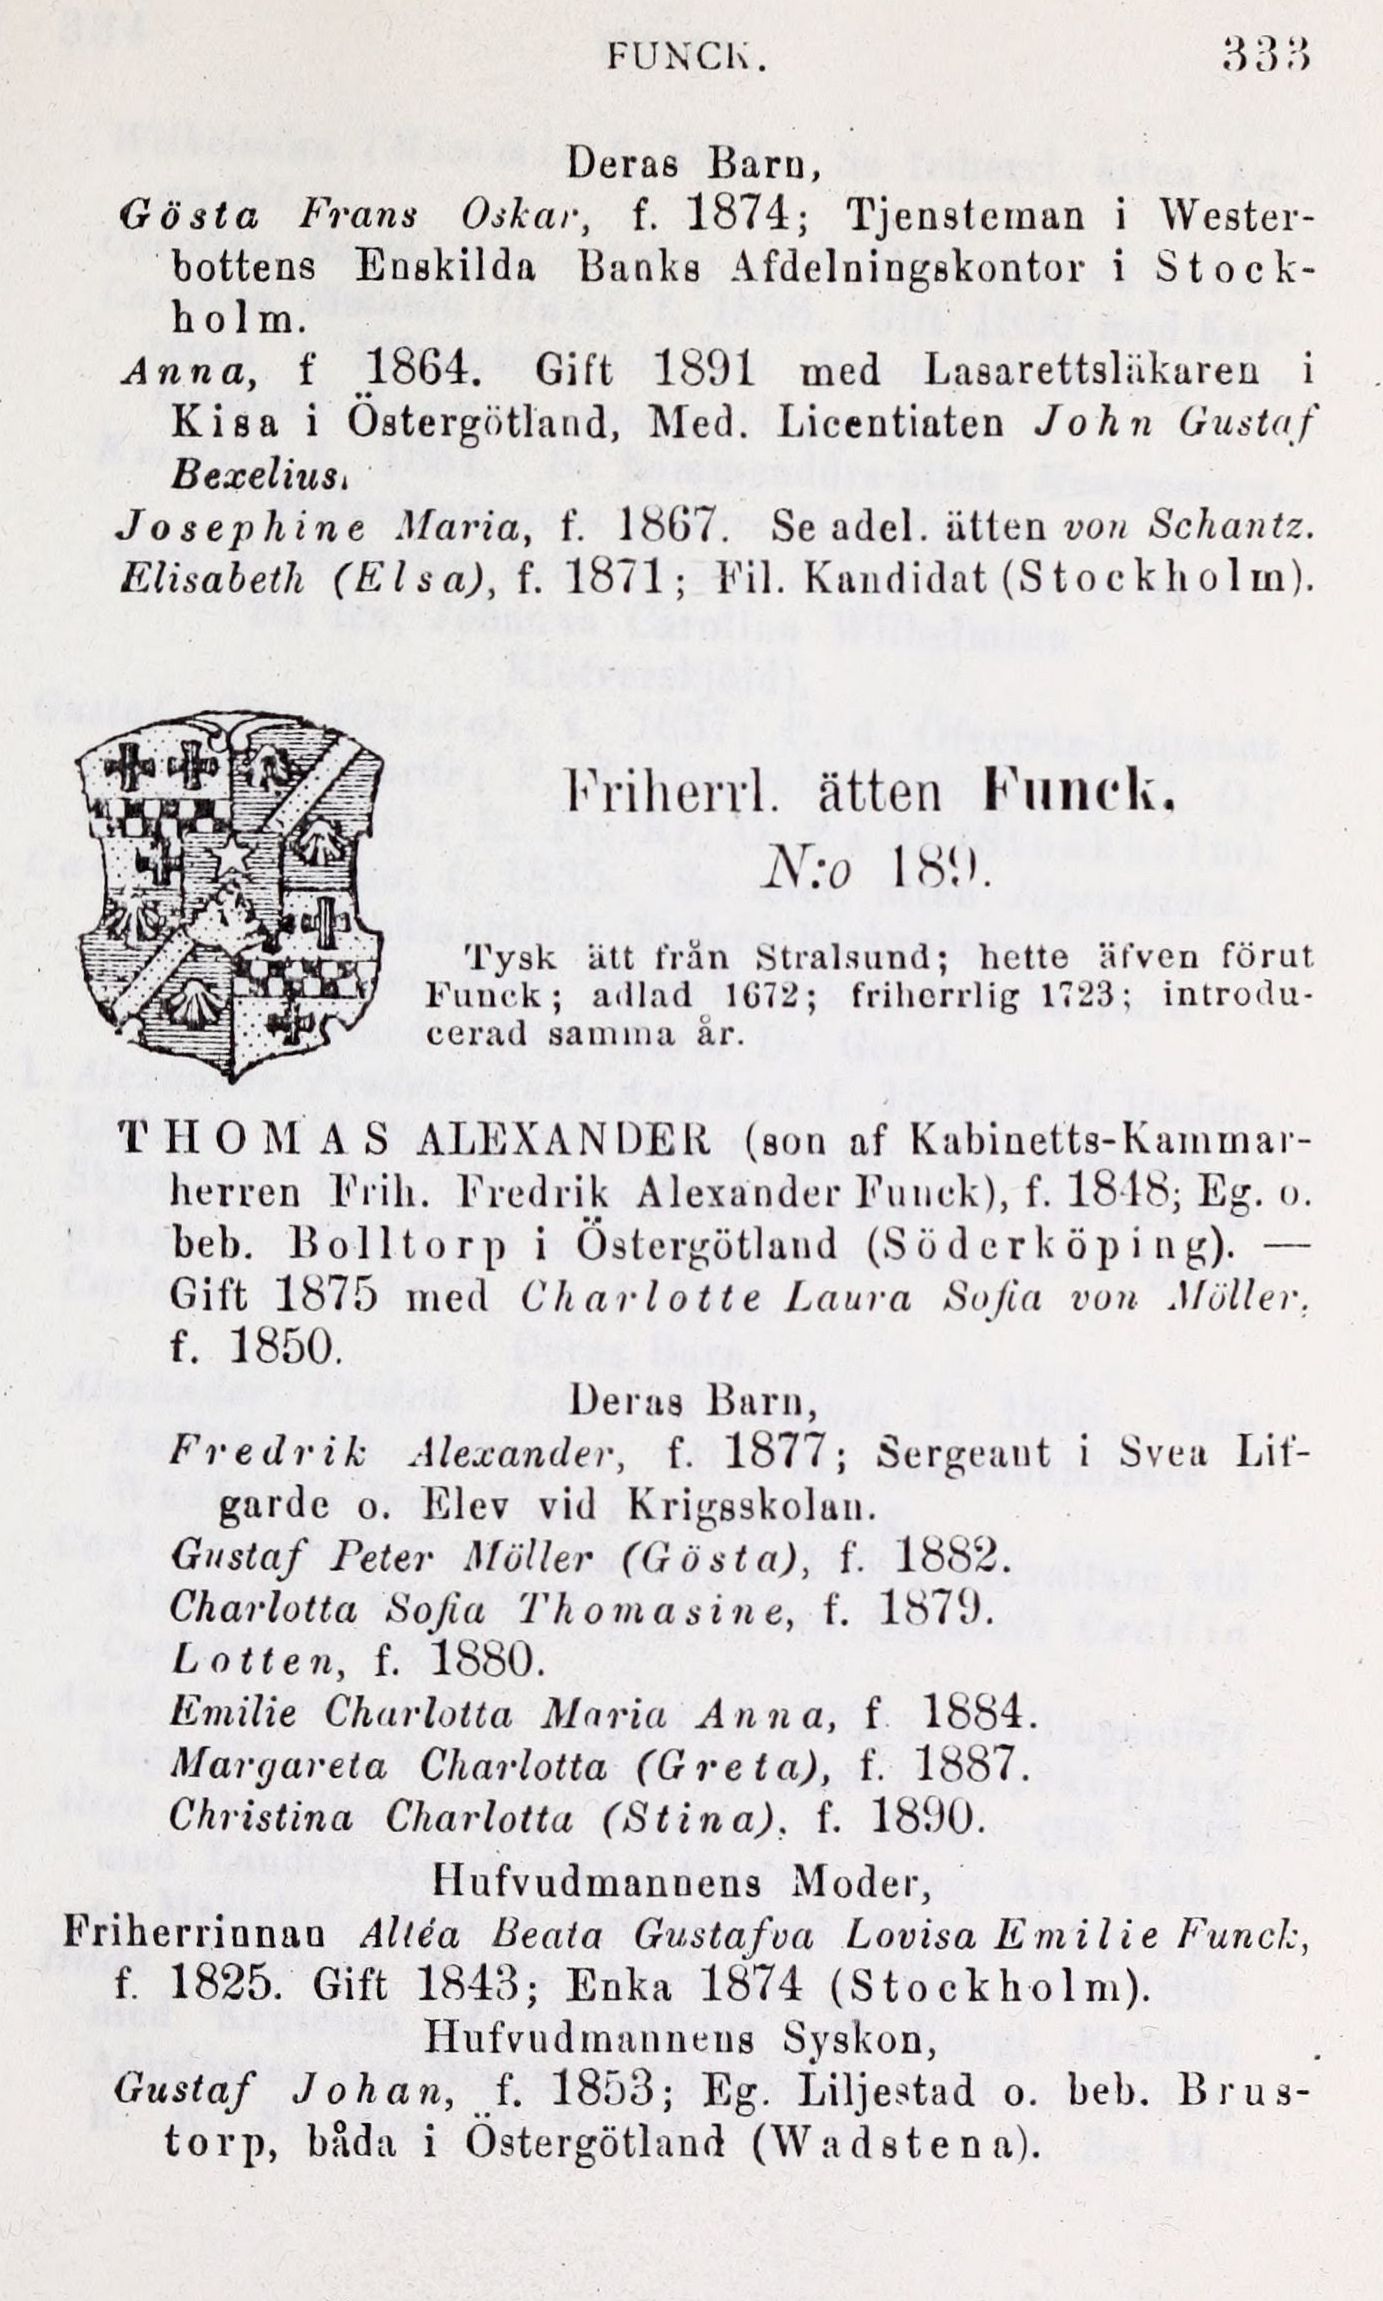 FUNCK. 333
Deras Barn,
Gösta Frans Oskar, f. 1874; Tjensteman i Wester-
bottens Enskilda Banks Afdelningskontor i Stock-
holm.
Anna, f 1864. Gift 1891 med Lasarettsläkaren i
Kisa i Östergötland, Med. Licentiaten John Gustaf
Bexelius.
Josephine Maria, f. 1867. Se adel. ätten von Schantz.
Elisabeth (Elsa), f. 1871; Fil. Kandidat (Stockholm).
Friherrl. ätten Funck.
N:o 189.
Tysk ätt från Stralsund; hette äfven förut
Funck; adlad 1672; friherrlig 1723; introdu-
cerad samma år.
THOMAS ALEXANDER (son af Kabinetts-Kammar-
herren Frih. Fredrik Alexander Funck), f. 1848; Eg. o.
beb. Bolltorp i Östergötland (Söderköping). —
Gift 1875 med Charlotte Laura Sofia von Möller,
f. 1850.
Deras Barn,
Fredrik Alexander, f. 1877; Sergeant i Svea Lif-
garde o. Elev vid Krigsskolan.
Gustaf Peter Möller (Gösta), f. 1882.
Charlotta Sofia Thomasine, f. 1879.
Lotten, f. 1880.
Emilie Charlotta Maria Anna, f. 1884.
Margareta Charlotta (Greta), f. 1887.
Christina Charlotta (Stina), f. 1890.
Hufvudmannens Moder,
Friherrinnan Altéa Beata Gustafva Lovisa Emilie Funck,
f. 1825. Gift 1843; Enka 1874 (Stockholm).
Hufvudmannens Syskon,
Gustaf Johan, f. 1853; Eg. Liljestad o. beb. Brus-
torp, båda i Östergötland (Wadstena).